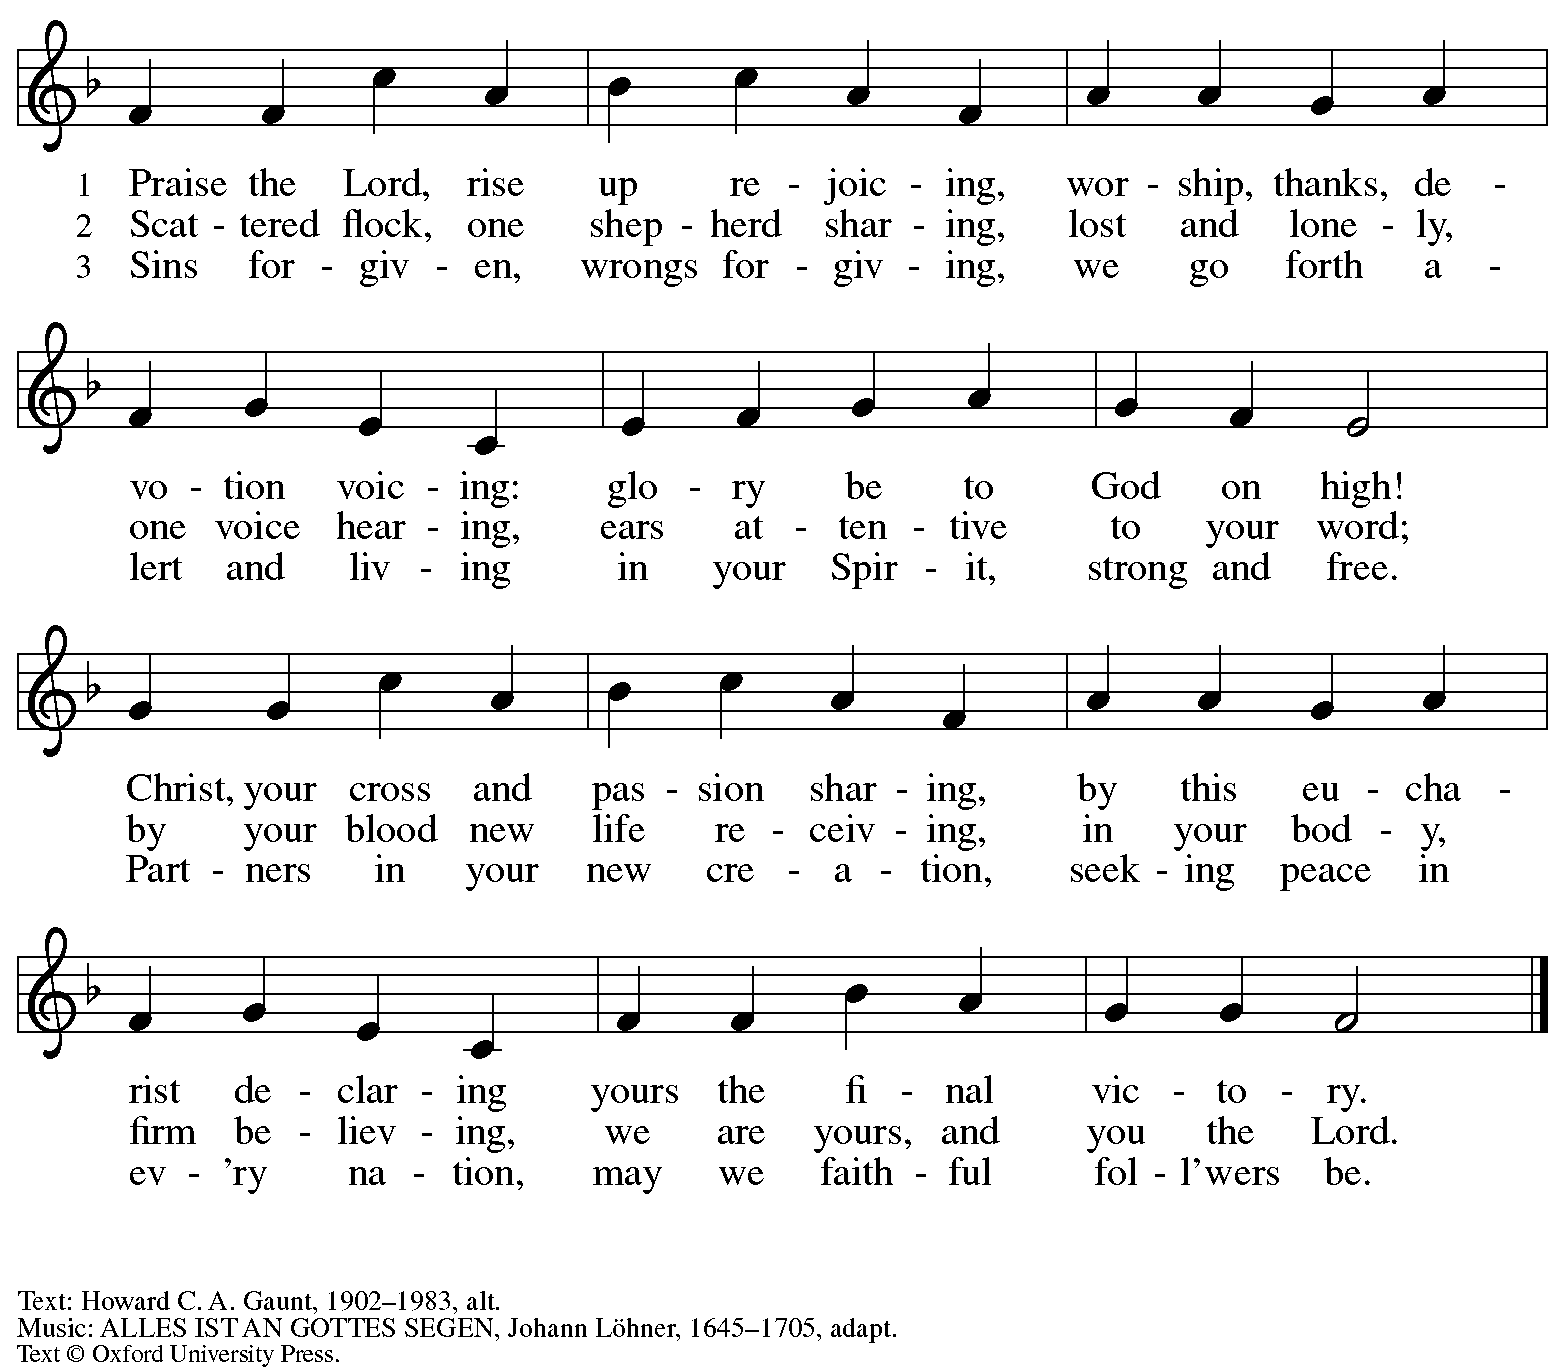 1 Praise the Lord, rise up re - joic - ing, wor - ship, thanks, de -
2 Scat - tered flock, one shep - herd shar - ing, lost and lone - ly,
3 Sins for - giv - en, wrongs for - giv - ing, we go forth a -
vo - tion voic - ing: glo - ry be to God on high!
one voice hear - ing, ears at - ten - tive to your word;
lert and liv - ing in your Spir - it, strong and free.
Christ, your cross and pas - sion shar - ing, by this eu - cha -
by your blood new life re - ceiv - ing, in your bod - y,
Part - ners in your new cre - a - tion, seek - ing peace in
rist de - clar - ing yours the fi - nal vic - to - ry.
firm be - liev - ing, we are yours, and you the Lord.
ev - 'ry na - tion, may we faith - ful fol - l'wers be.
Text: Howard C. A. Gaunt, 1902–1983, alt.
Music: ALLES IST AN GOTTES SEGEN, Johann Löhner, 1645–1705, adapt.
Text © Oxford University Press.